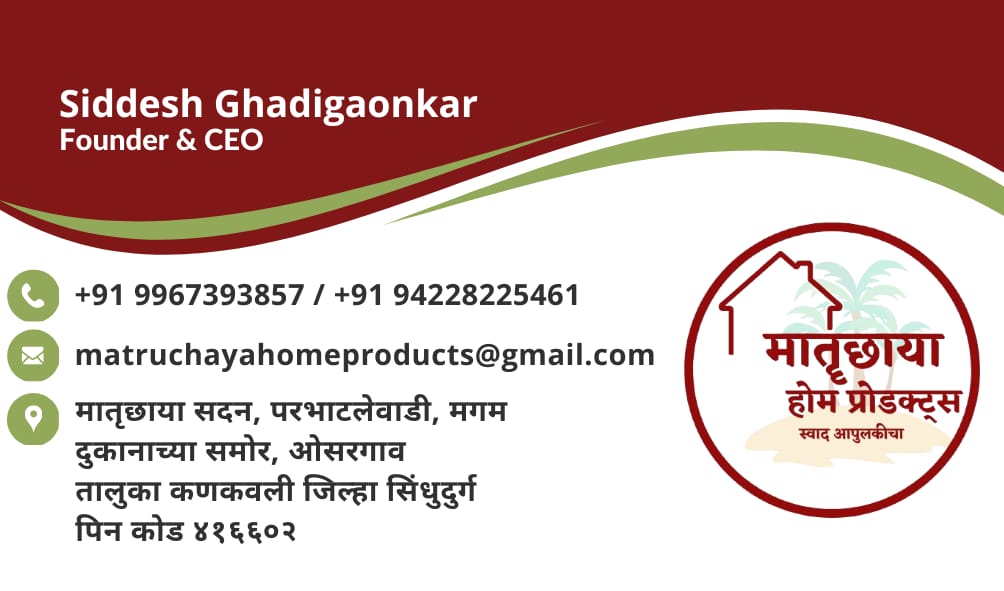 Siddesh Ghadigaonkar
Founder & CEO
+91 9967393857 / +91 94228225461
matruchayahomeproducts@gmail.com
मातृछाया सदन, परभाटलेवाडी, मगम
दुकानाच्या समोर, ओसरगाव
तालुका कणकवली जिल्हा सिंधुदुर्ग
पिन कोड ४१६६०२
मातृछाया
होम प्रोडक्ट्स
स्वाद आपुलकीचा